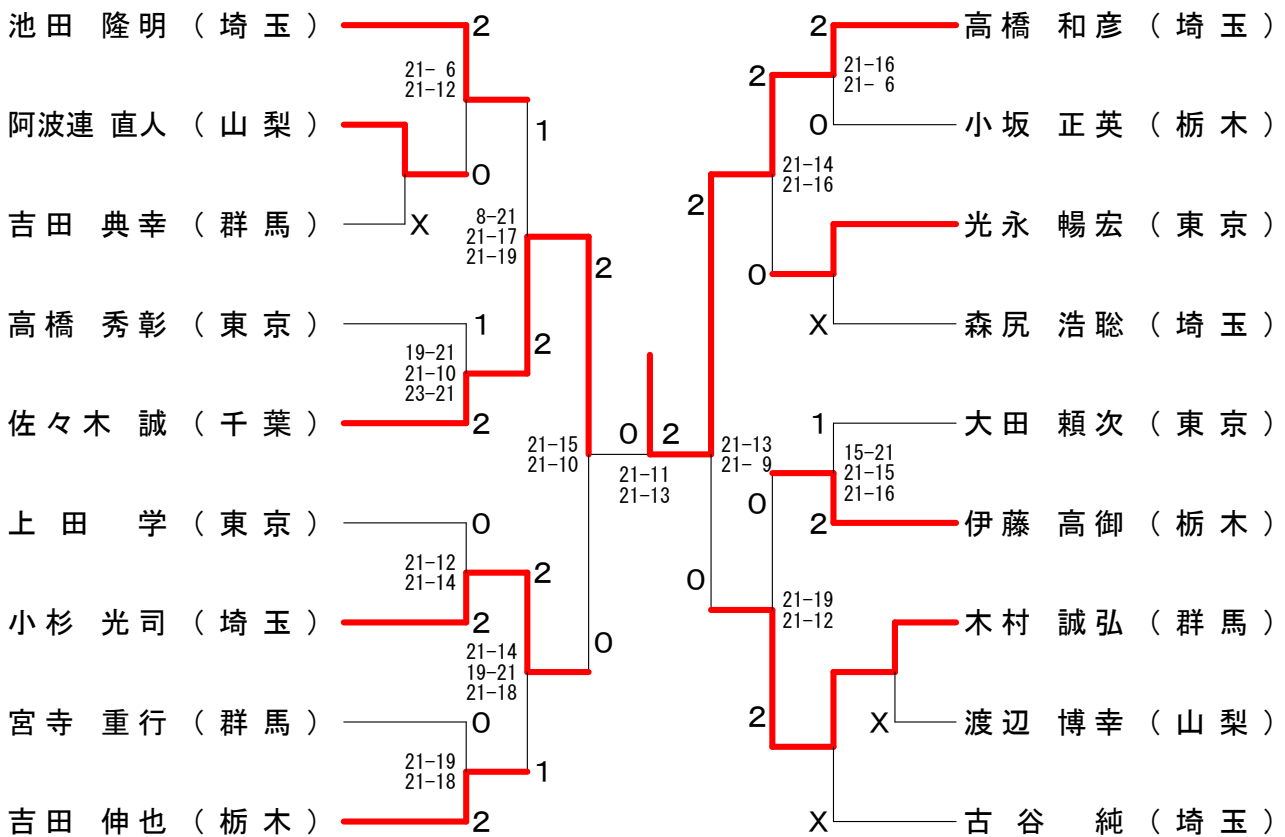 池田 隆明 （埼玉）
2
21- 6
21-12
阿波連 直人 （山梨）
0
吉田 典幸 （群馬）
X
1
8-21
21-17
21-19
2
高橋 秀彰 （東京）
1
19-21
21-10
23-21
2
佐々木 誠 （千葉）
2
21-15
21-10
上田 学 （東京）
0
21-12
21-14
2
小杉 光司 （埼玉）
2
21-14
19-21
21-18
0
宮寺 重行 （群馬）
0
21-19
21-18
1
吉田 伸也 （栃木）
2
0
2
21-11
21-13
2
高橋 和彦 （埼玉）
2
21-16
21- 6
0
小坂 正英 （栃木）
21-14
21-16
2
光永 暢宏 （東京）
0
X
森尻 浩聡 （埼玉）
21-13
21- 9
1
大田 頼次 （東京）
15-21
21-15
21-16
0
2
伊藤 高御 （栃木）
0
21-19
21-12
木村 誠弘 （群馬）
2
X
渡辺 博幸 （山梨）
X
古谷 純 （埼玉）